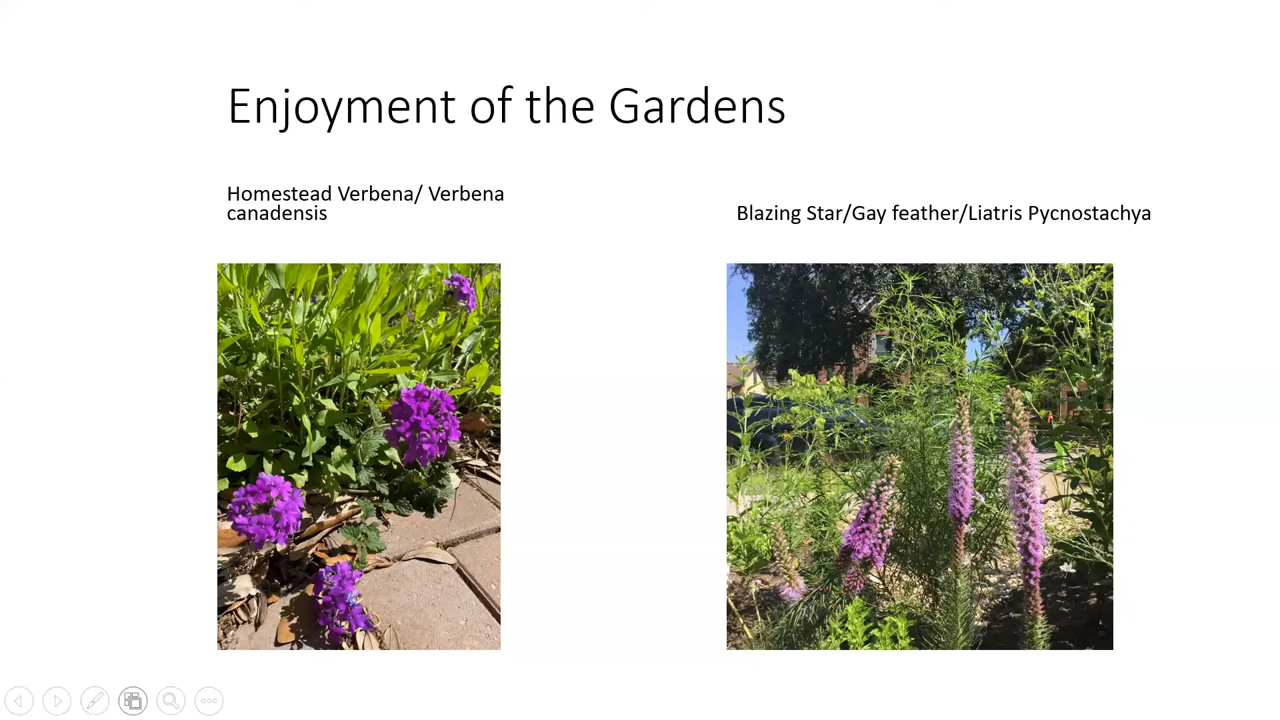 Enjoyment of the Gardens
Homestead Verbena/ Verbena
canadensis
Blazing Star/Gay feather/Liatris Pycnostachya